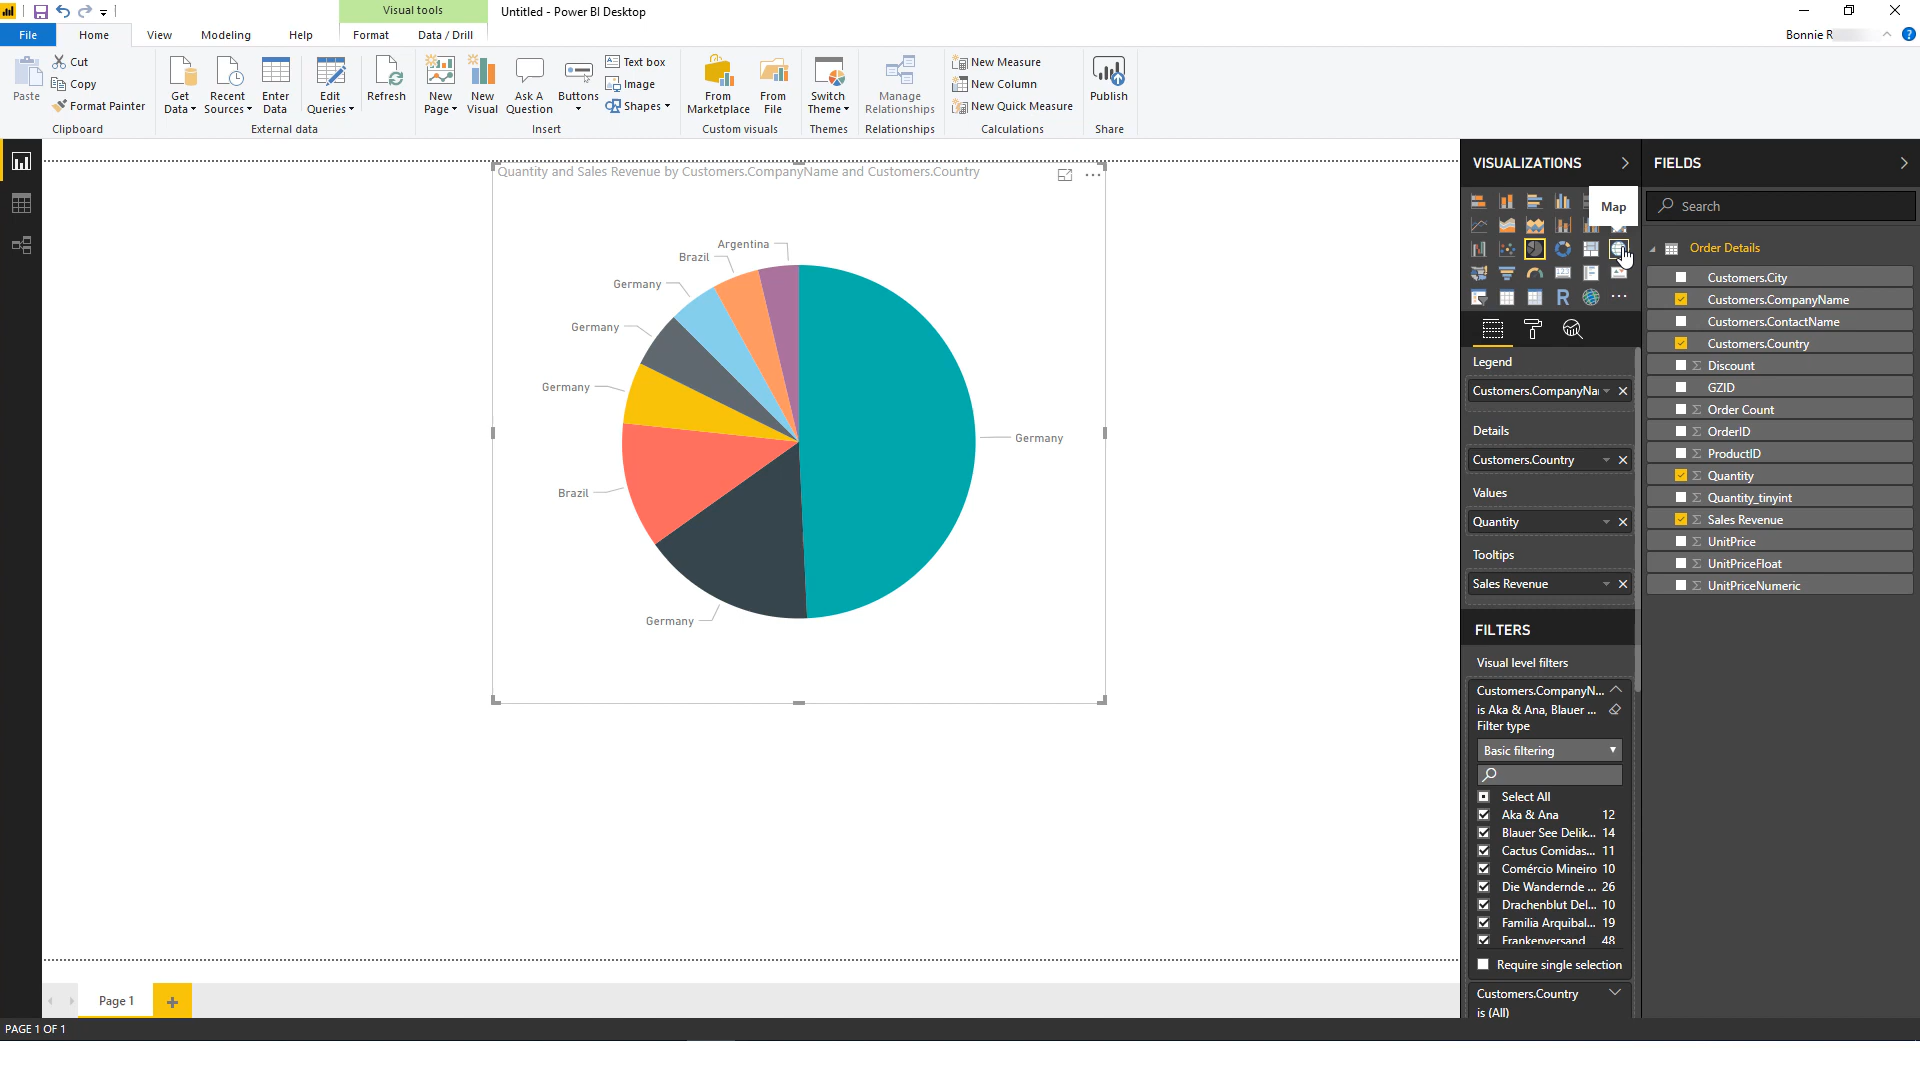 Visual tools
Untitled - Power BI Desktop
File
Home
View
Modeling
Help
Format
Data / Drill
Bonnie R
?
Paste
Cut
Copy
Format Painter
Clipboard
Get Data
Recent Sources
Enter Data
Edit Queries
Refresh
External data
New Page
New Visual
Ask A Question
Buttons
Text box
Image
Shapes
Insert
From Marketplace
From File
Custom visuals
Switch Theme
Themes
Manage Relationships
Relationships
New Measure
New Column
New Quick Measure
Calculations
Publish
Share
Quantity and Sales Revenue by Customers.CompanyName and Customers.Country
Argentina
Brazil
Germany
Germany
Germany
Germany
Brazil
Germany
VISUALIZATIONS
Map
R
Legend
Customers.CompanyNa
Details
Customers.Country
Values
Quantity
Tooltips
Sales Revenue
FILTERS
Visual level filters
Customers.CompanyN...
is Aka & Ana, Blauer ...
Filter type
Basic filtering
Select All
Aka & Ana 12
Blauer See Delik... 14
Cactus Comidas... 11
Comércio Mineiro 10
Die Wandernde ... 26
Drachenblut Del... 10
Familia Arquibal... 19
Frankenversand 48
Require single selection
Customers.Country
is (All)
FIELDS
Search
Order Details
Customers.City
Customers.CompanyName
Customers.ContactName
Customers.Country
Σ Discount
GZID
Σ Order Count
Σ OrderID
Σ ProductID
Σ Quantity
Σ Quantity_tinyint
Σ Sales Revenue
Σ UnitPrice
Σ UnitPriceFloat
Σ UnitPriceNumeric
Page 1
+
PAGE 1 OF 1